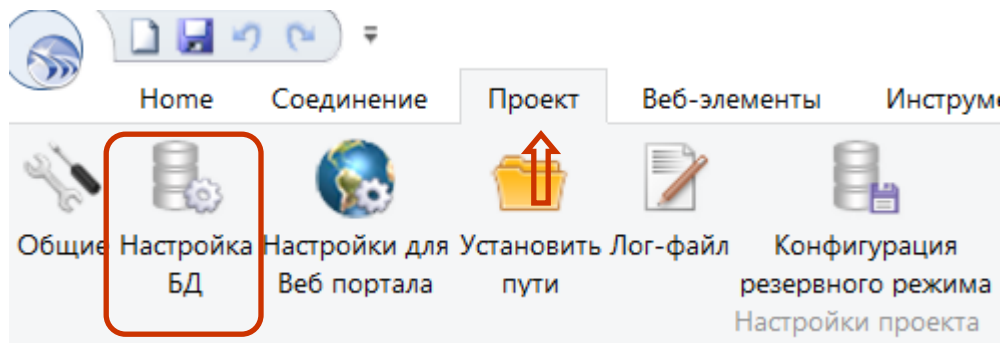 Home Соединение Проект Веб-элементы Инструме
Общие Настройка Настройки для Установить Лог-файл Конфигурация
БД Веб портала пути резервного режима
Настройки проекта